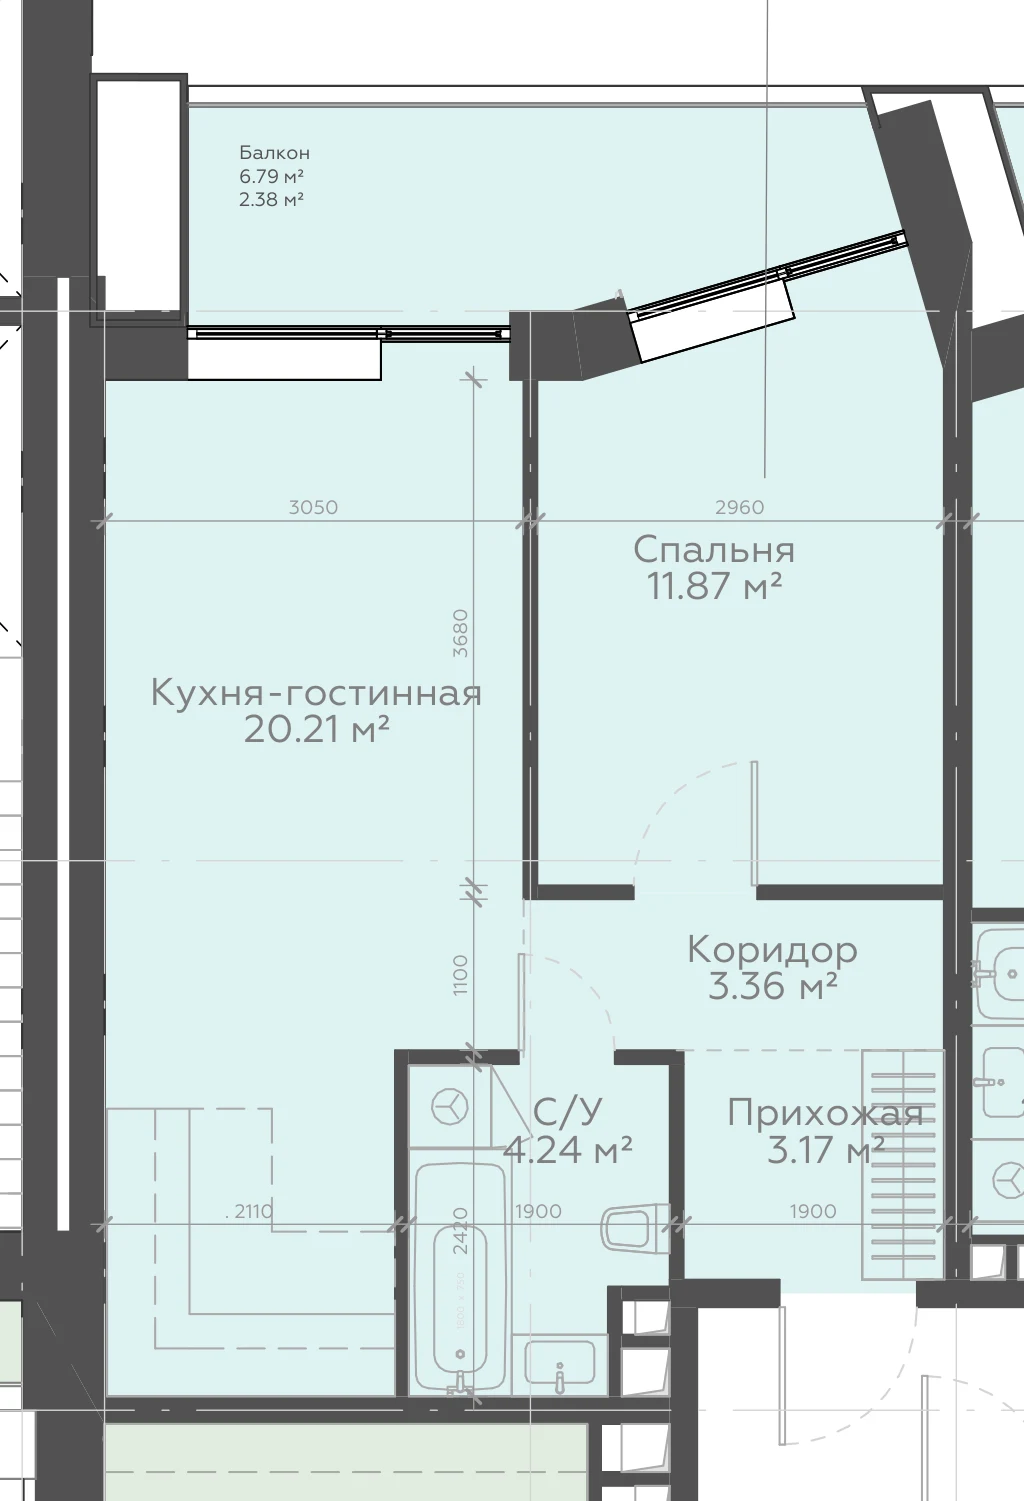 Балкон
6.79 м²
2.38 м²
3050
2960
Спальня
11.87 м²
3680
Кухня-гостинная
20.21 м²
Коридор
3.36 м²
1100
С/У
4.24 м²
Прихожая
3.17 м²
2110
1900
1900
2420